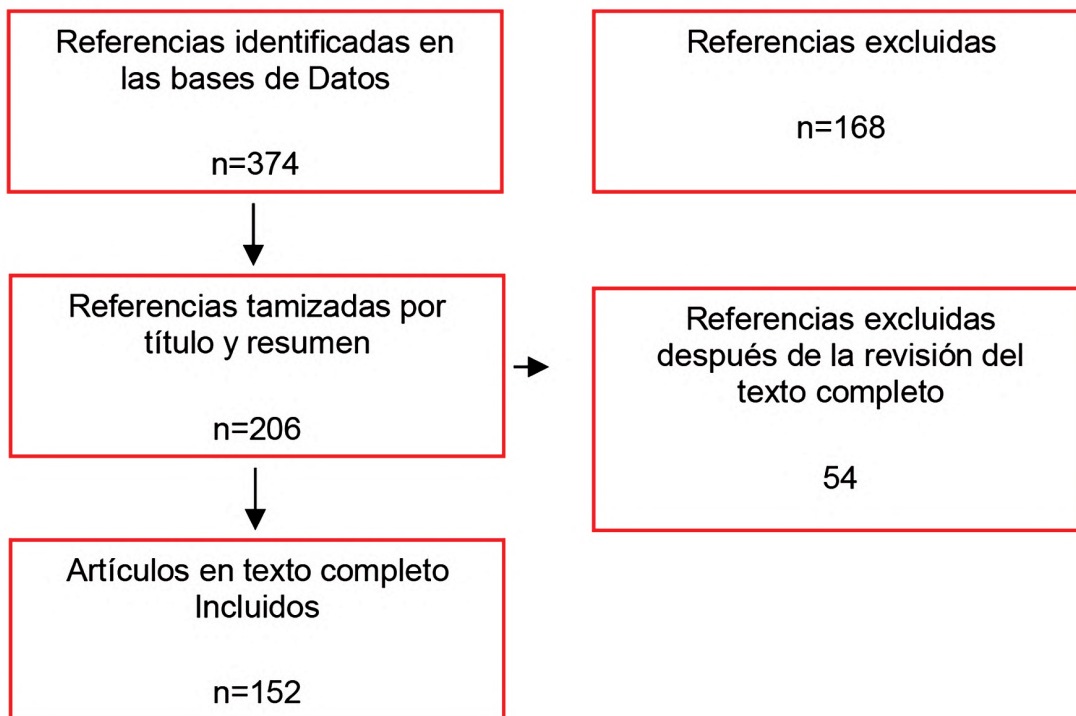 Referencias identificadas en
las bases de Datos
n=374
Referencias excluidas
n=168
Referencias tamizadas por
título y resumen
n=206
Referencias excluidas
después de la revisión del
texto completo
54
Artículos en texto completo
Incluidos
n=152